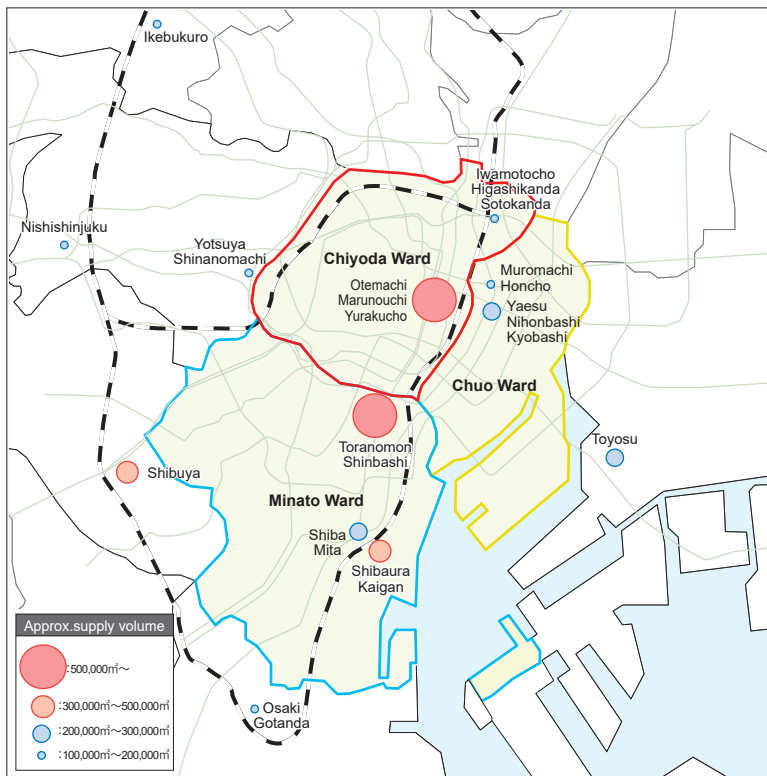 Ikebukuro
Iwamotocho
Higashikanda
Sotokanda
Nishishinjuku
Yotsuya
Shinanomachi
Chiyoda Ward
Otemachi
Marunouchi
Yurakucho
Muromachi
Honcho
Yaesu
Nihonbashi
Kyobashi
Chuo Ward
Toranomon
Shinbashi
Toyosu
Shibuya
Minato Ward
Shiba
Mita
Shibaura
Kaigan
Osaki
Gotanda
Approx.supply volume
:500,000㎡～
:300,000㎡～500,000㎡
:200,000㎡～300,000㎡
:100,000㎡～200,000㎡